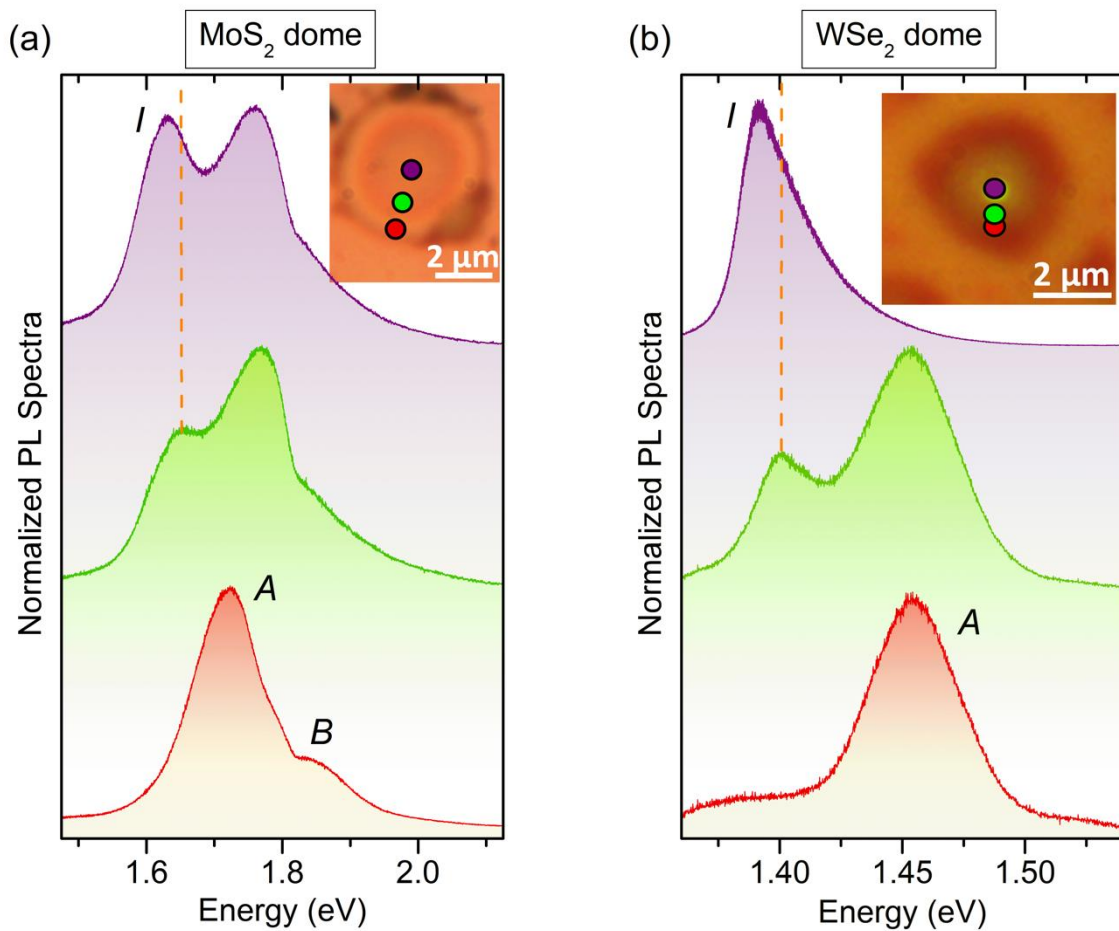 (a)
MoS₂ dome
(b)
WSe₂ dome
I
2 µm
I
2 µm
Normalized PL Spectra
Normalized PL Spectra
A
B
A
1.6
1.8
2.0
1.40
1.45
1.50
Energy (eV)
Energy (eV)